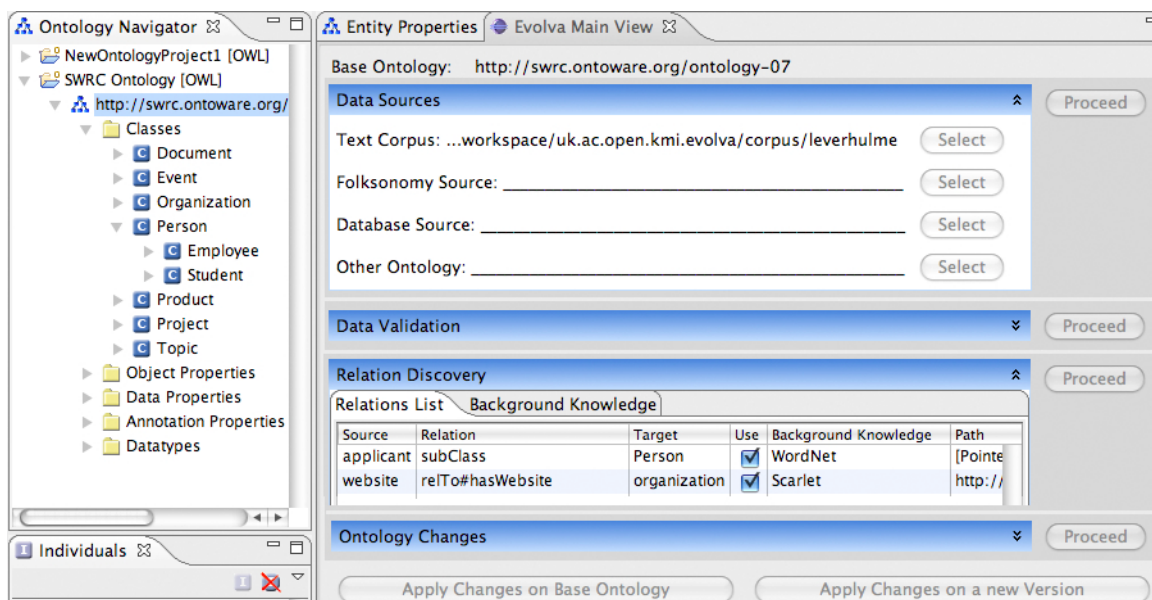 Ontology Navigator
NewOntologyProject1 [OWL]
SWRC Ontology [OWL]
http://swrc.ontoware.org/
Classes
Document
Event
Organization
Person
Employee
Student
Product
Project
Topic
Object Properties
Data Properties
Annotation Properties
Datatypes
Individuals
Entity Properties
Evolva Main View
Base Ontology: http://swrc.ontoware.org/ontology-07
Data Sources
Proceed
Text Corpus: ...workspace/uk.ac.open.kmi.evolva/corpus/leverhulme Select
Folksonomy Source: Select
Database Source: Select
Other Ontology: Select
Data Validation
Proceed
Relation Discovery
Proceed
Relations List Background Knowledge
Source Relation Target Use Background Knowledge Path
applicant subClass Person WordNet [Pointe
website relTo#hasWebsite organization Scarlet http://
Ontology Changes
Proceed
Apply Changes on Base Ontology Apply Changes on a new Version